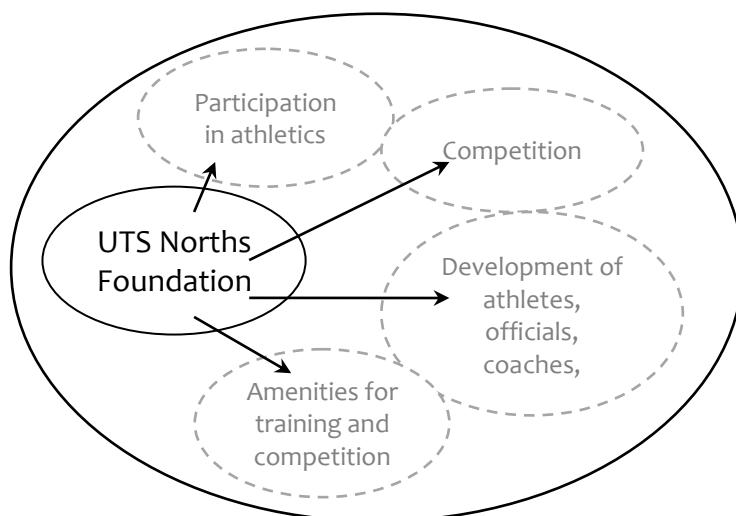 Participation
in athletics
Competition
UTS Norths
Foundation
Development of
athletes,
officials,
coaches,
Amenities for
training and
competition